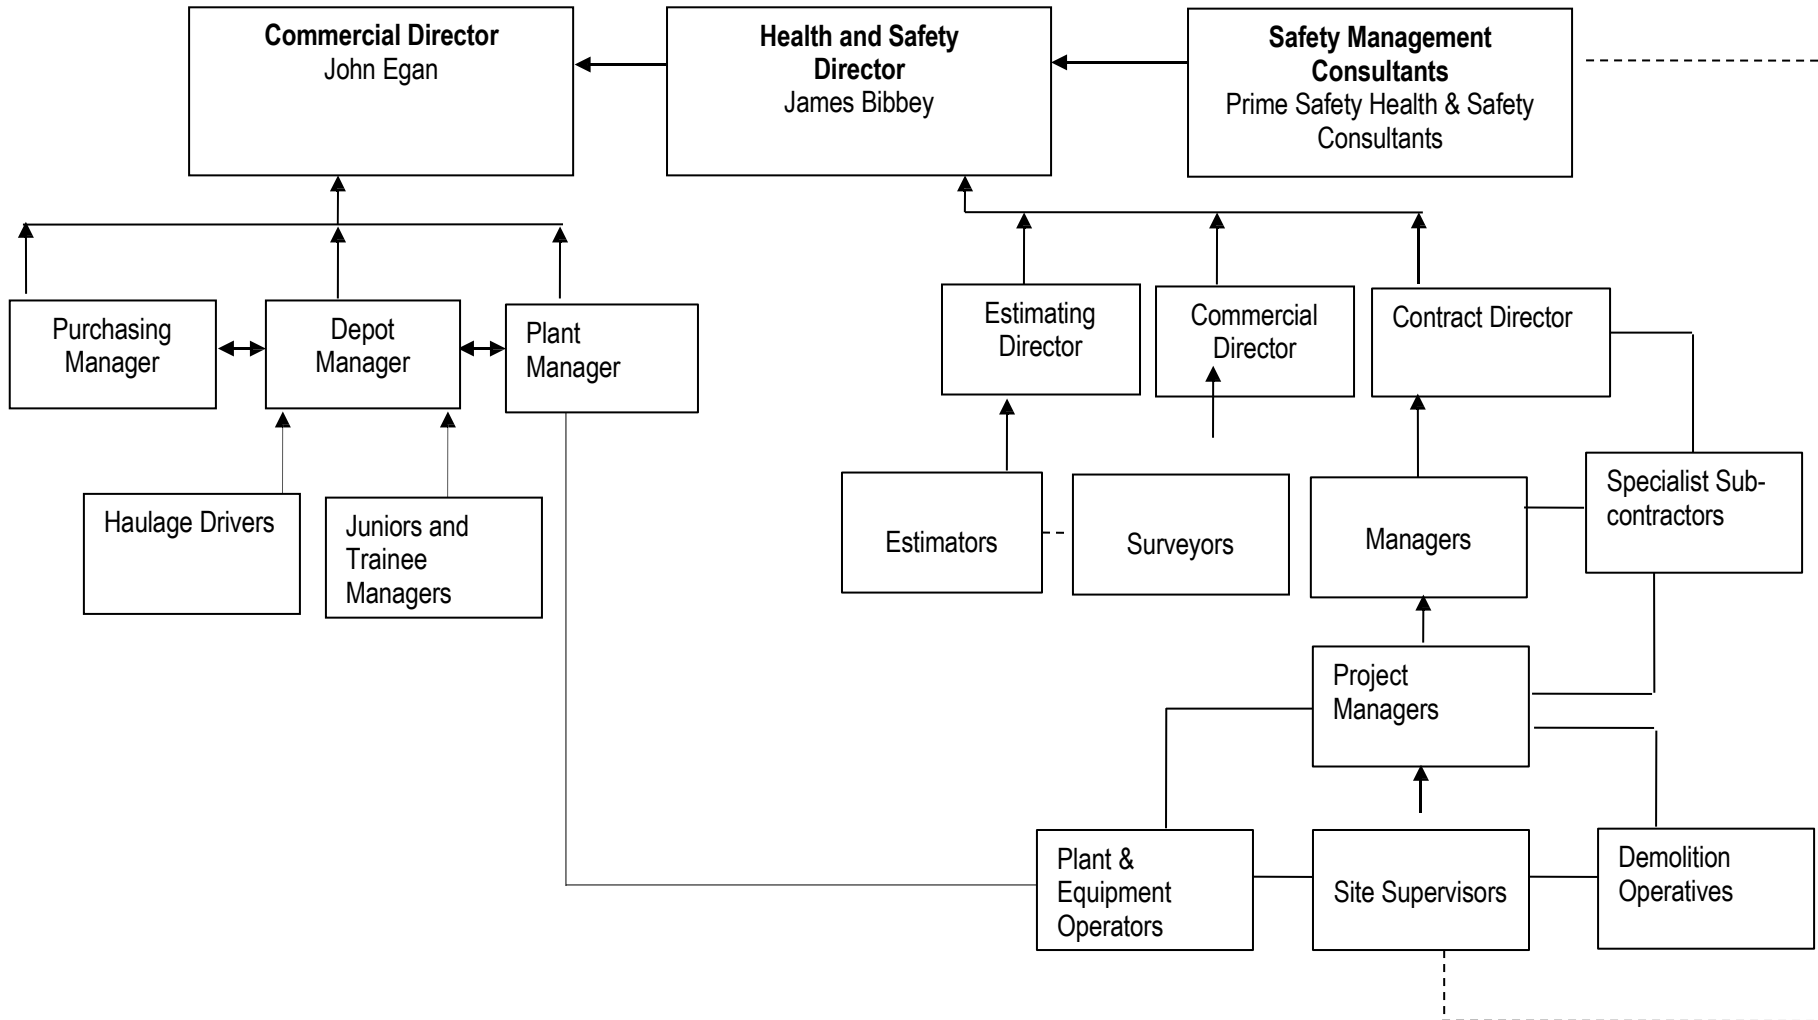 Commercial Director
John Egan
Health and Safety
Director
James Bibbey
Safety Management
Consultants
Prime Safety Health & Safety
Consultants
Purchasing
Manager
Depot
Manager
Plant
Manager
Estimating
Director
Commercial
Director
Contract Director
Haulage Drivers
Juniors and
Trainee
Managers
Estimators
Surveyors
Managers
Specialist Sub-
contractors
Project
Managers
Plant &
Equipment
Operators
Site Supervisors
Demolition
Operatives